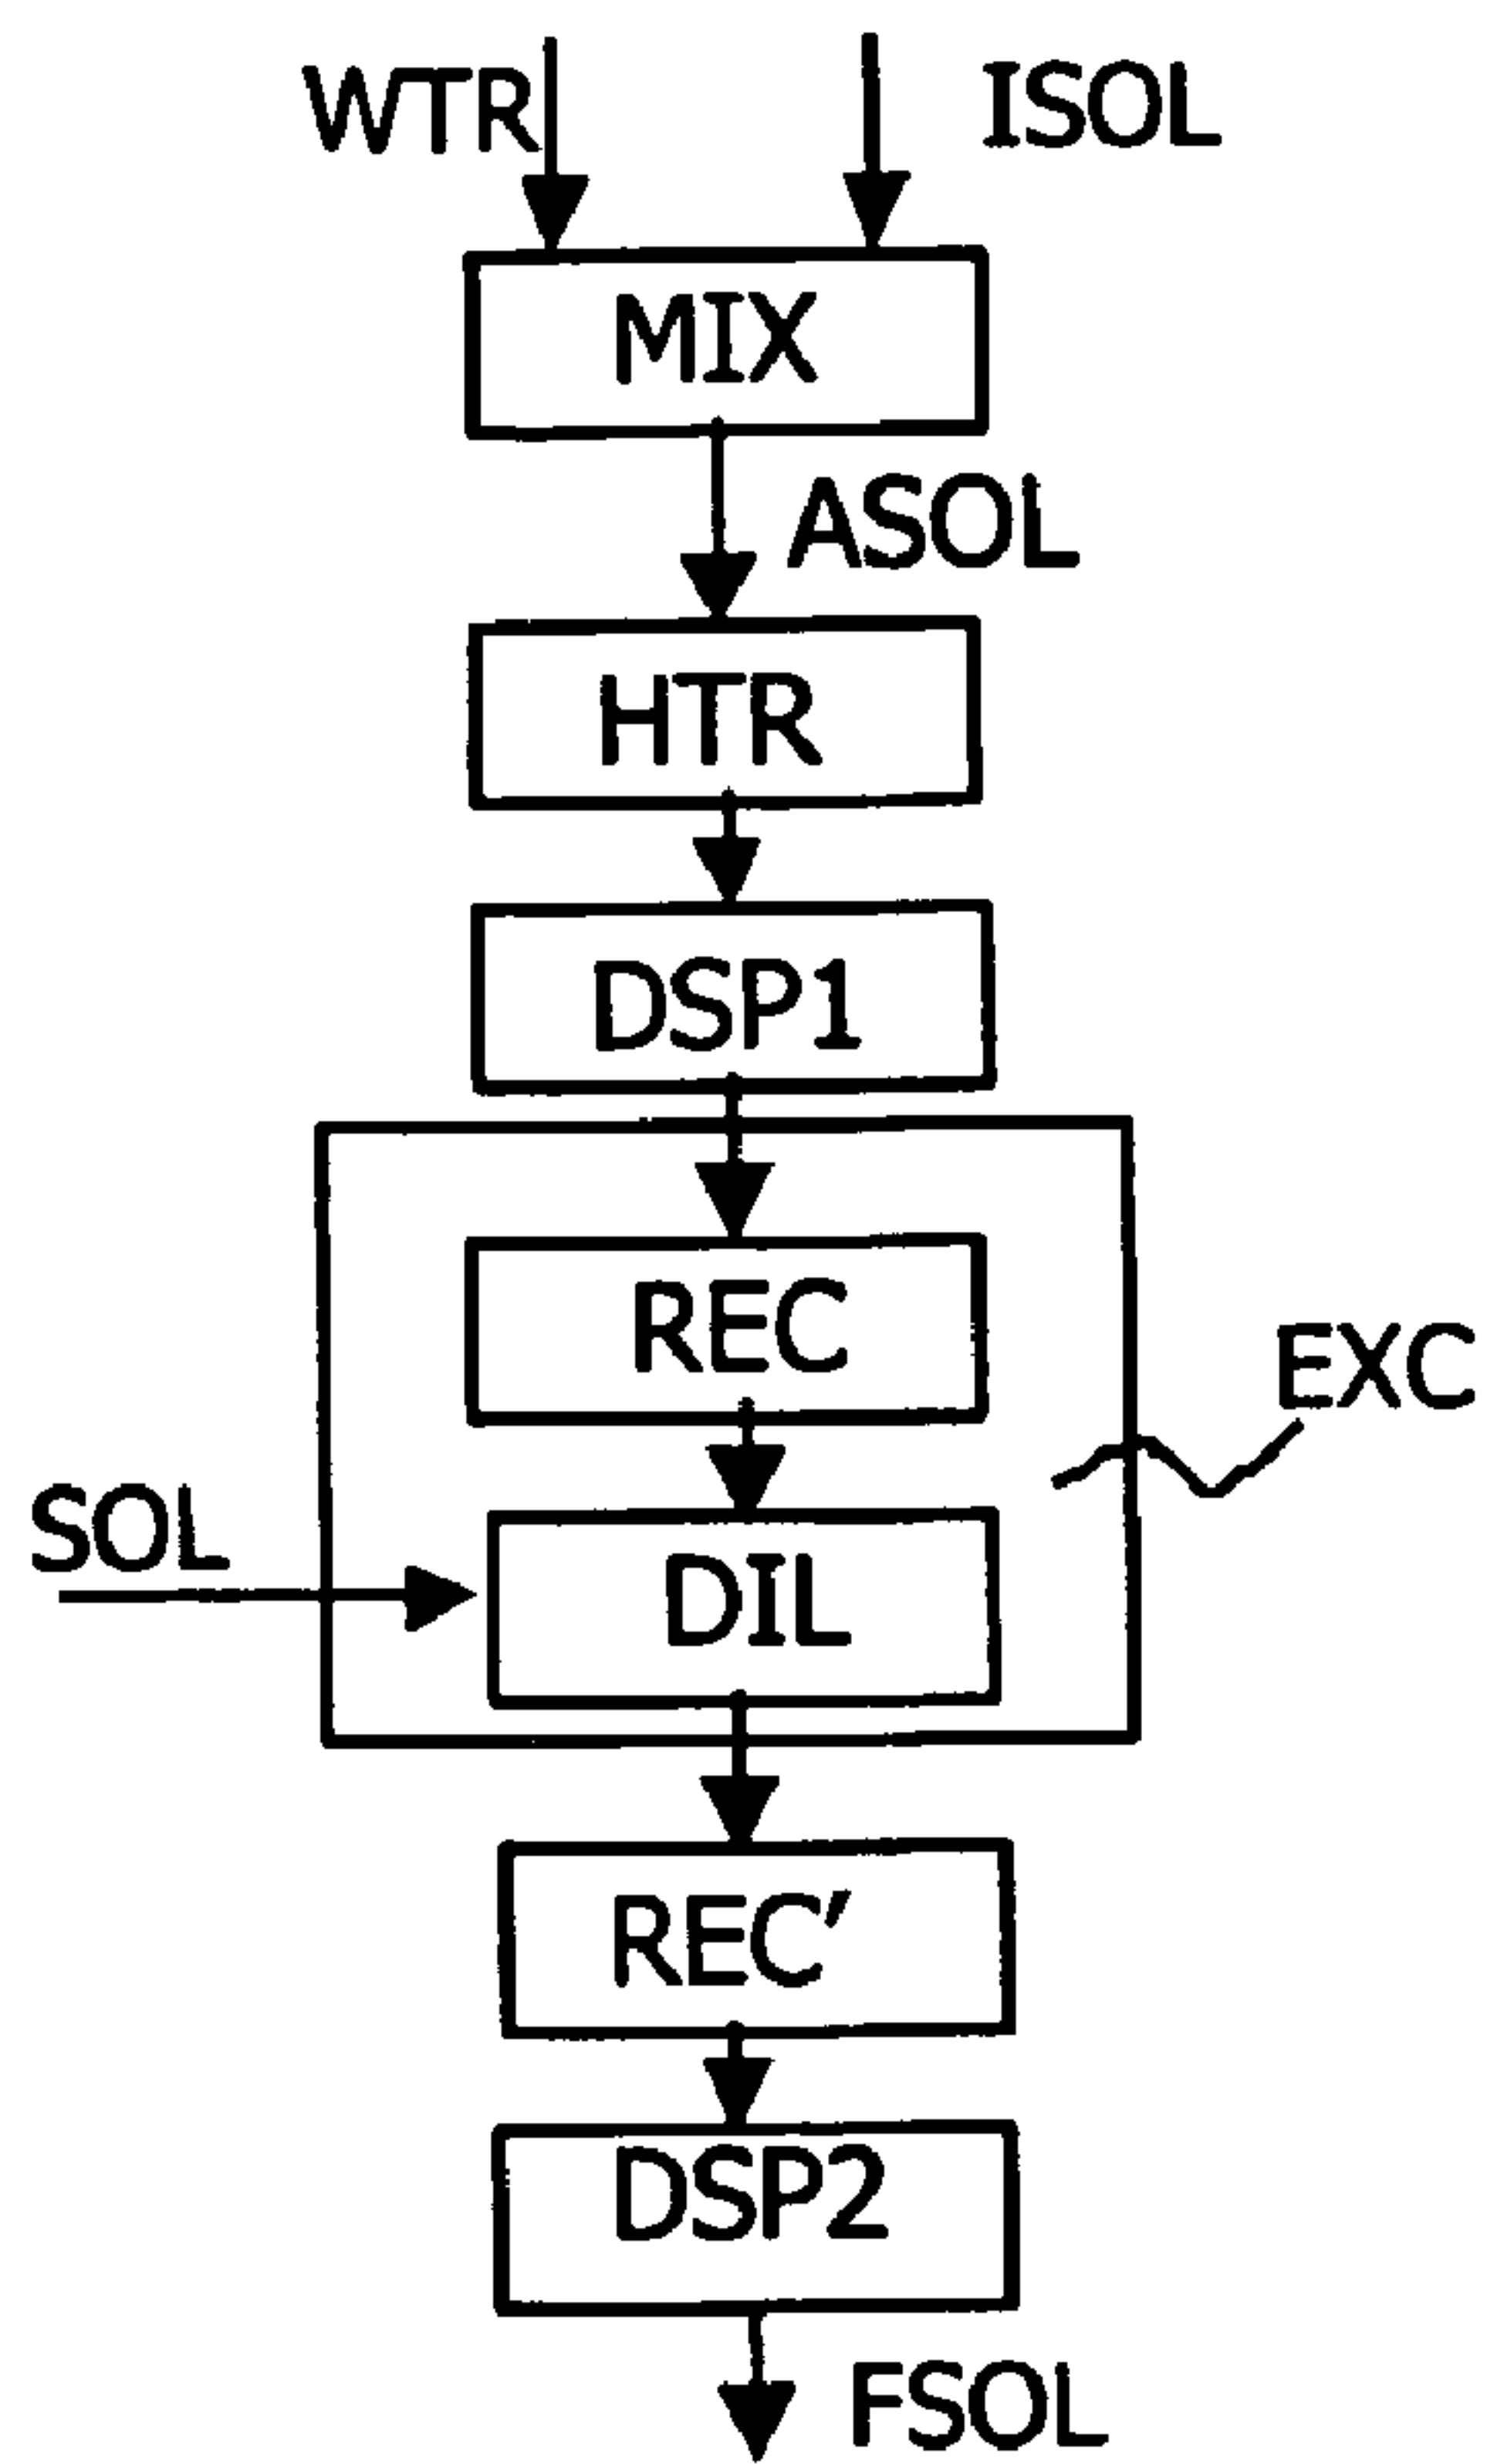 WTR
ISOL
MIX
ASOL
HTR
DSP1
REC
EXC
SOL
DIL
REC'
DSP2
FSOL